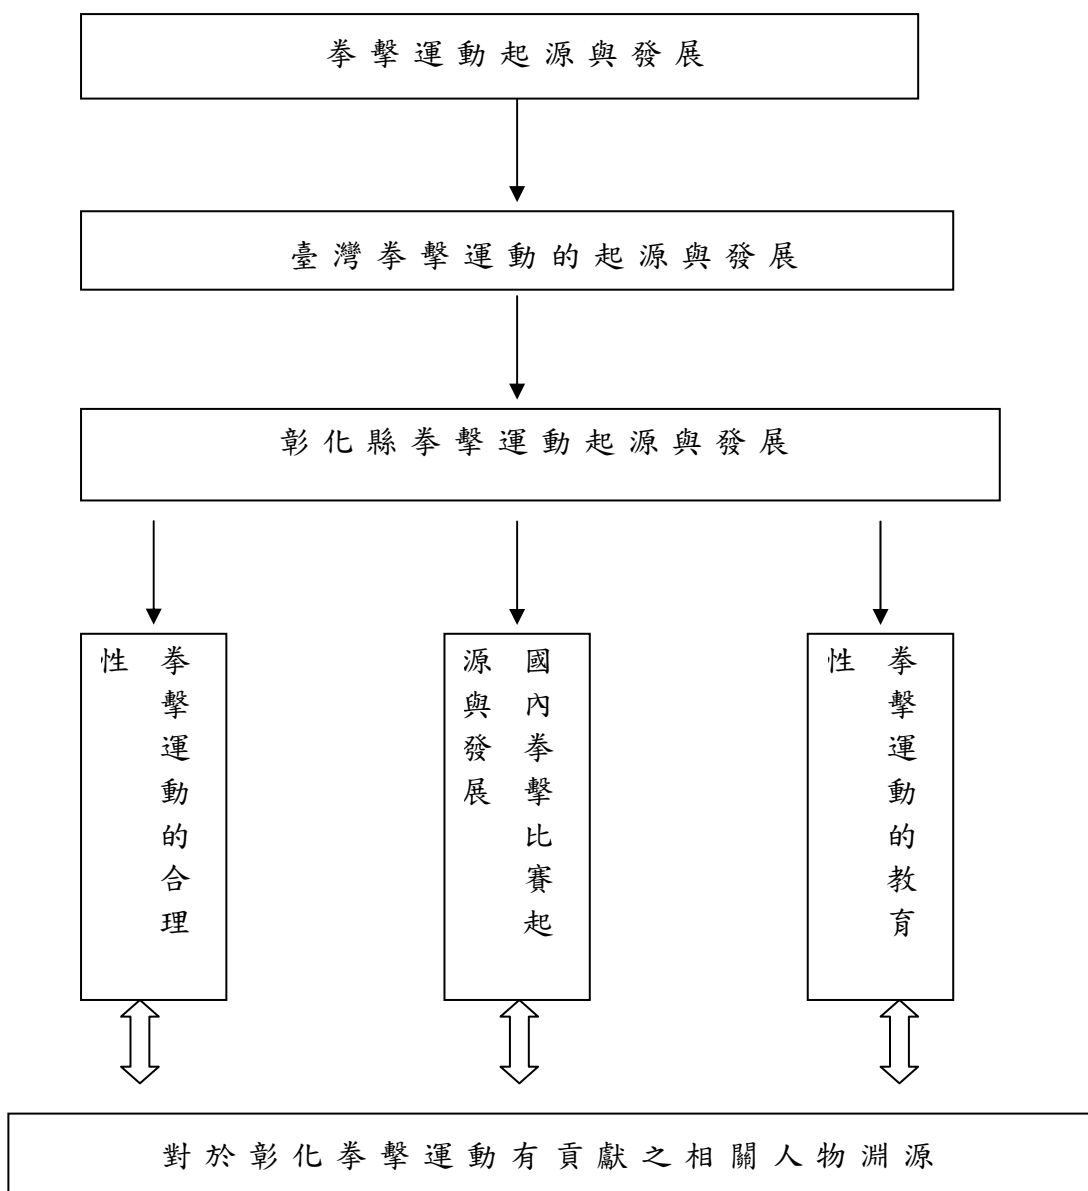 拳擊運動起源與發展
臺灣拳擊運動的起源與發展
彰化縣拳擊運動起源與發展
拳擊運動的合理
性
國內拳擊比賽起
源與發展
拳擊運動的教育
性
對於彰化拳擊運動有貢獻之相關人物淵源